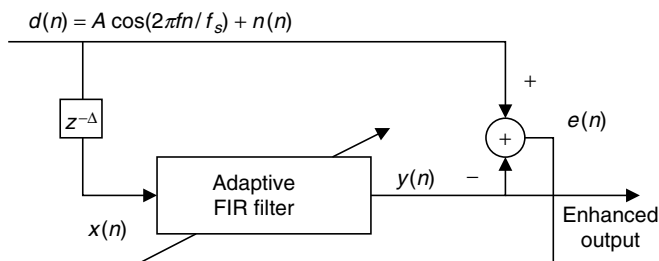 d(n) = A cos(2πfn/f_s) + n(n)
+
z^{-Δ}
+
e(n)
Adaptive
FIR filter
y(n)
−
x(n)
Enhanced
output